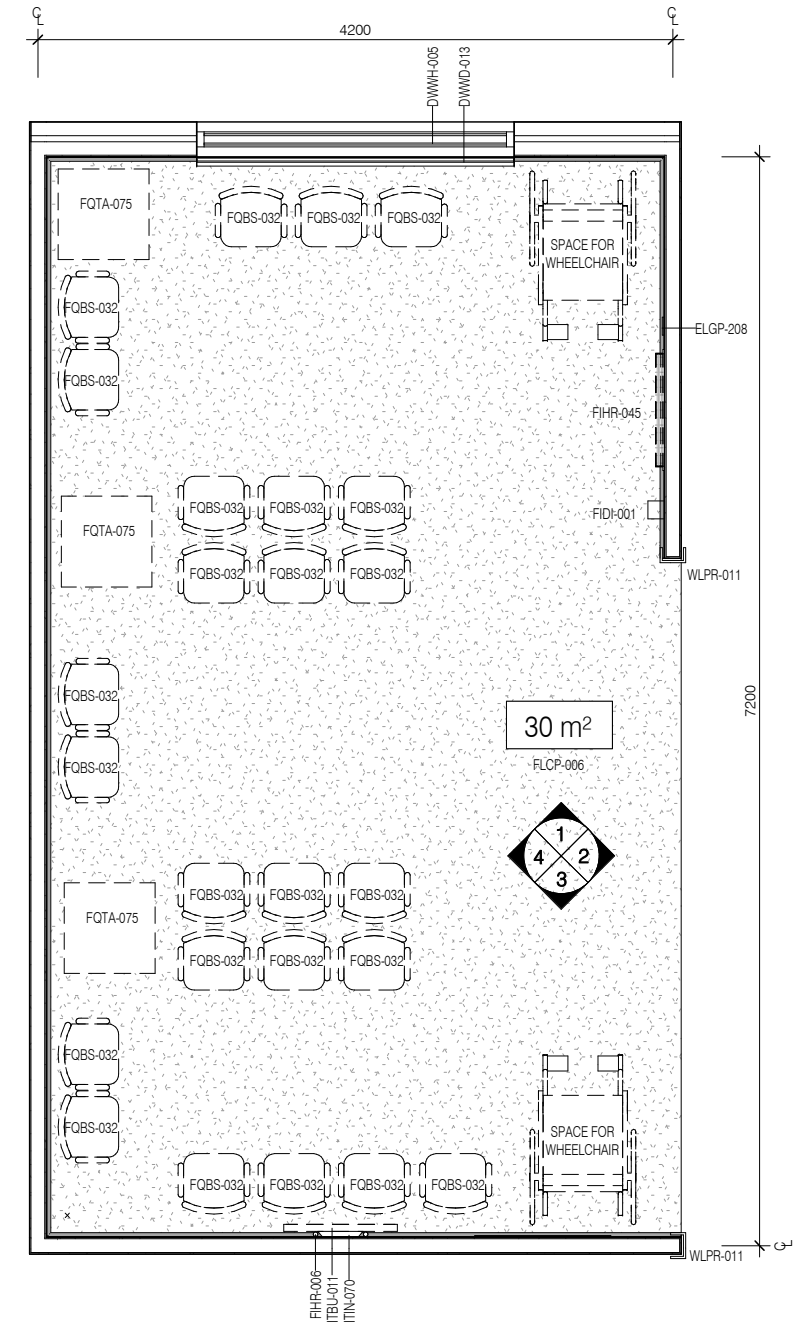 CL
CL
4200
DWWH-005
DWWD-013
FQTA-075
FQBS-032
FQBS-032
FQBS-032
SPACE FOR
WHEELCHAIR
FQBS-032
ELGP-208
FQBS-032
FIHR-045
FQBS-032
FQBS-032
FQBS-032
FIDI-001
FQTA-075
FQBS-032
FQBS-032
FQBS-032
WLPR-011
FQBS-032
7200
30 m²
FQBS-032
FLCP-006
1
4
2
3
FQBS-032
FQBS-032
FQBS-032
FQTA-075
FQBS-032
FQBS-032
FQBS-032
FQBS-032
FQBS-032
SPACE FOR
WHEELCHAIR
FQBS-032
FQBS-032
FQBS-032
FQBS-032
×
CL
WLPR-011
FIHR-006
ITBU-011
ITIN-070